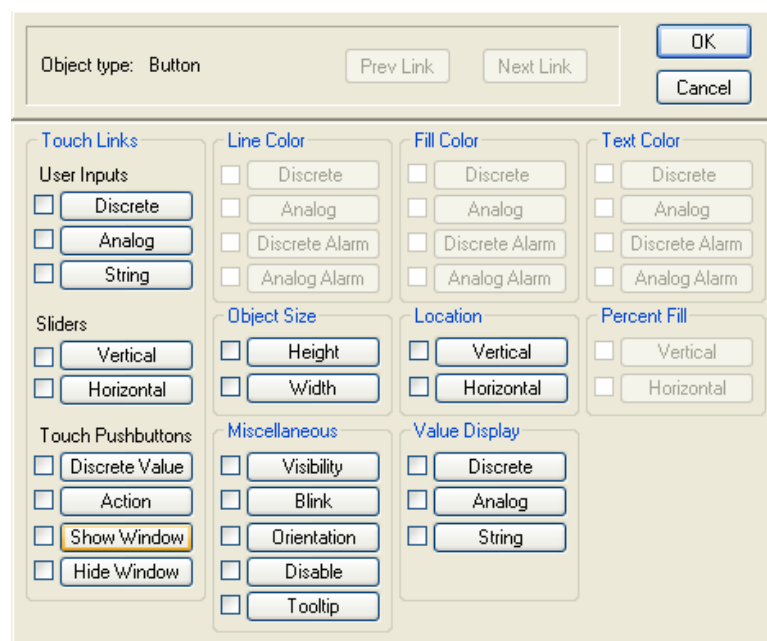 Object type: Button
Prev Link
Next Link
OK
Cancel
Touch Links
User Inputs
Discrete
Analog
String
Sliders
Vertical
Horizontal
Touch Pushbuttons
Discrete Value
Action
Show Window
Hide Window
Line Color
Discrete
Analog
Discrete Alarm
Analog Alarm
Object Size
Height
Width
Miscellaneous
Visibility
Blink
Orientation
Disable
Tooltip
Fill Color
Discrete
Analog
Discrete Alarm
Analog Alarm
Location
Vertical
Horizontal
Value Display
Discrete
Analog
String
Text Color
Discrete
Analog
Discrete Alarm
Analog Alarm
Percent Fill
Vertical
Horizontal